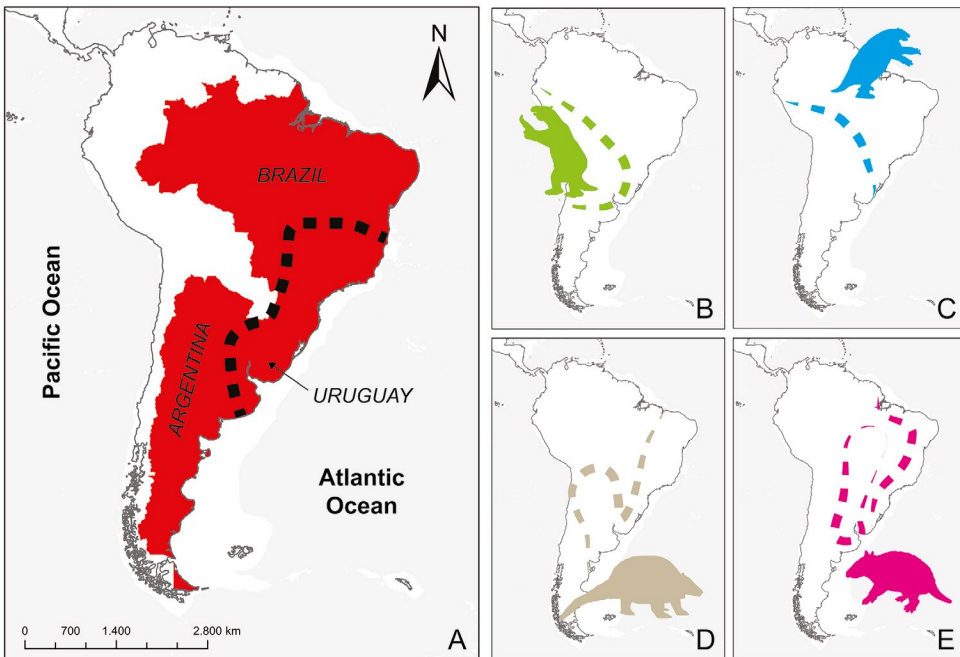 N
BRAZIL
Pacific Ocean
ARGENTINA
URUGUAY
Atlantic
Ocean
0 700 1.400 2.800 km
A
B
C
D
E